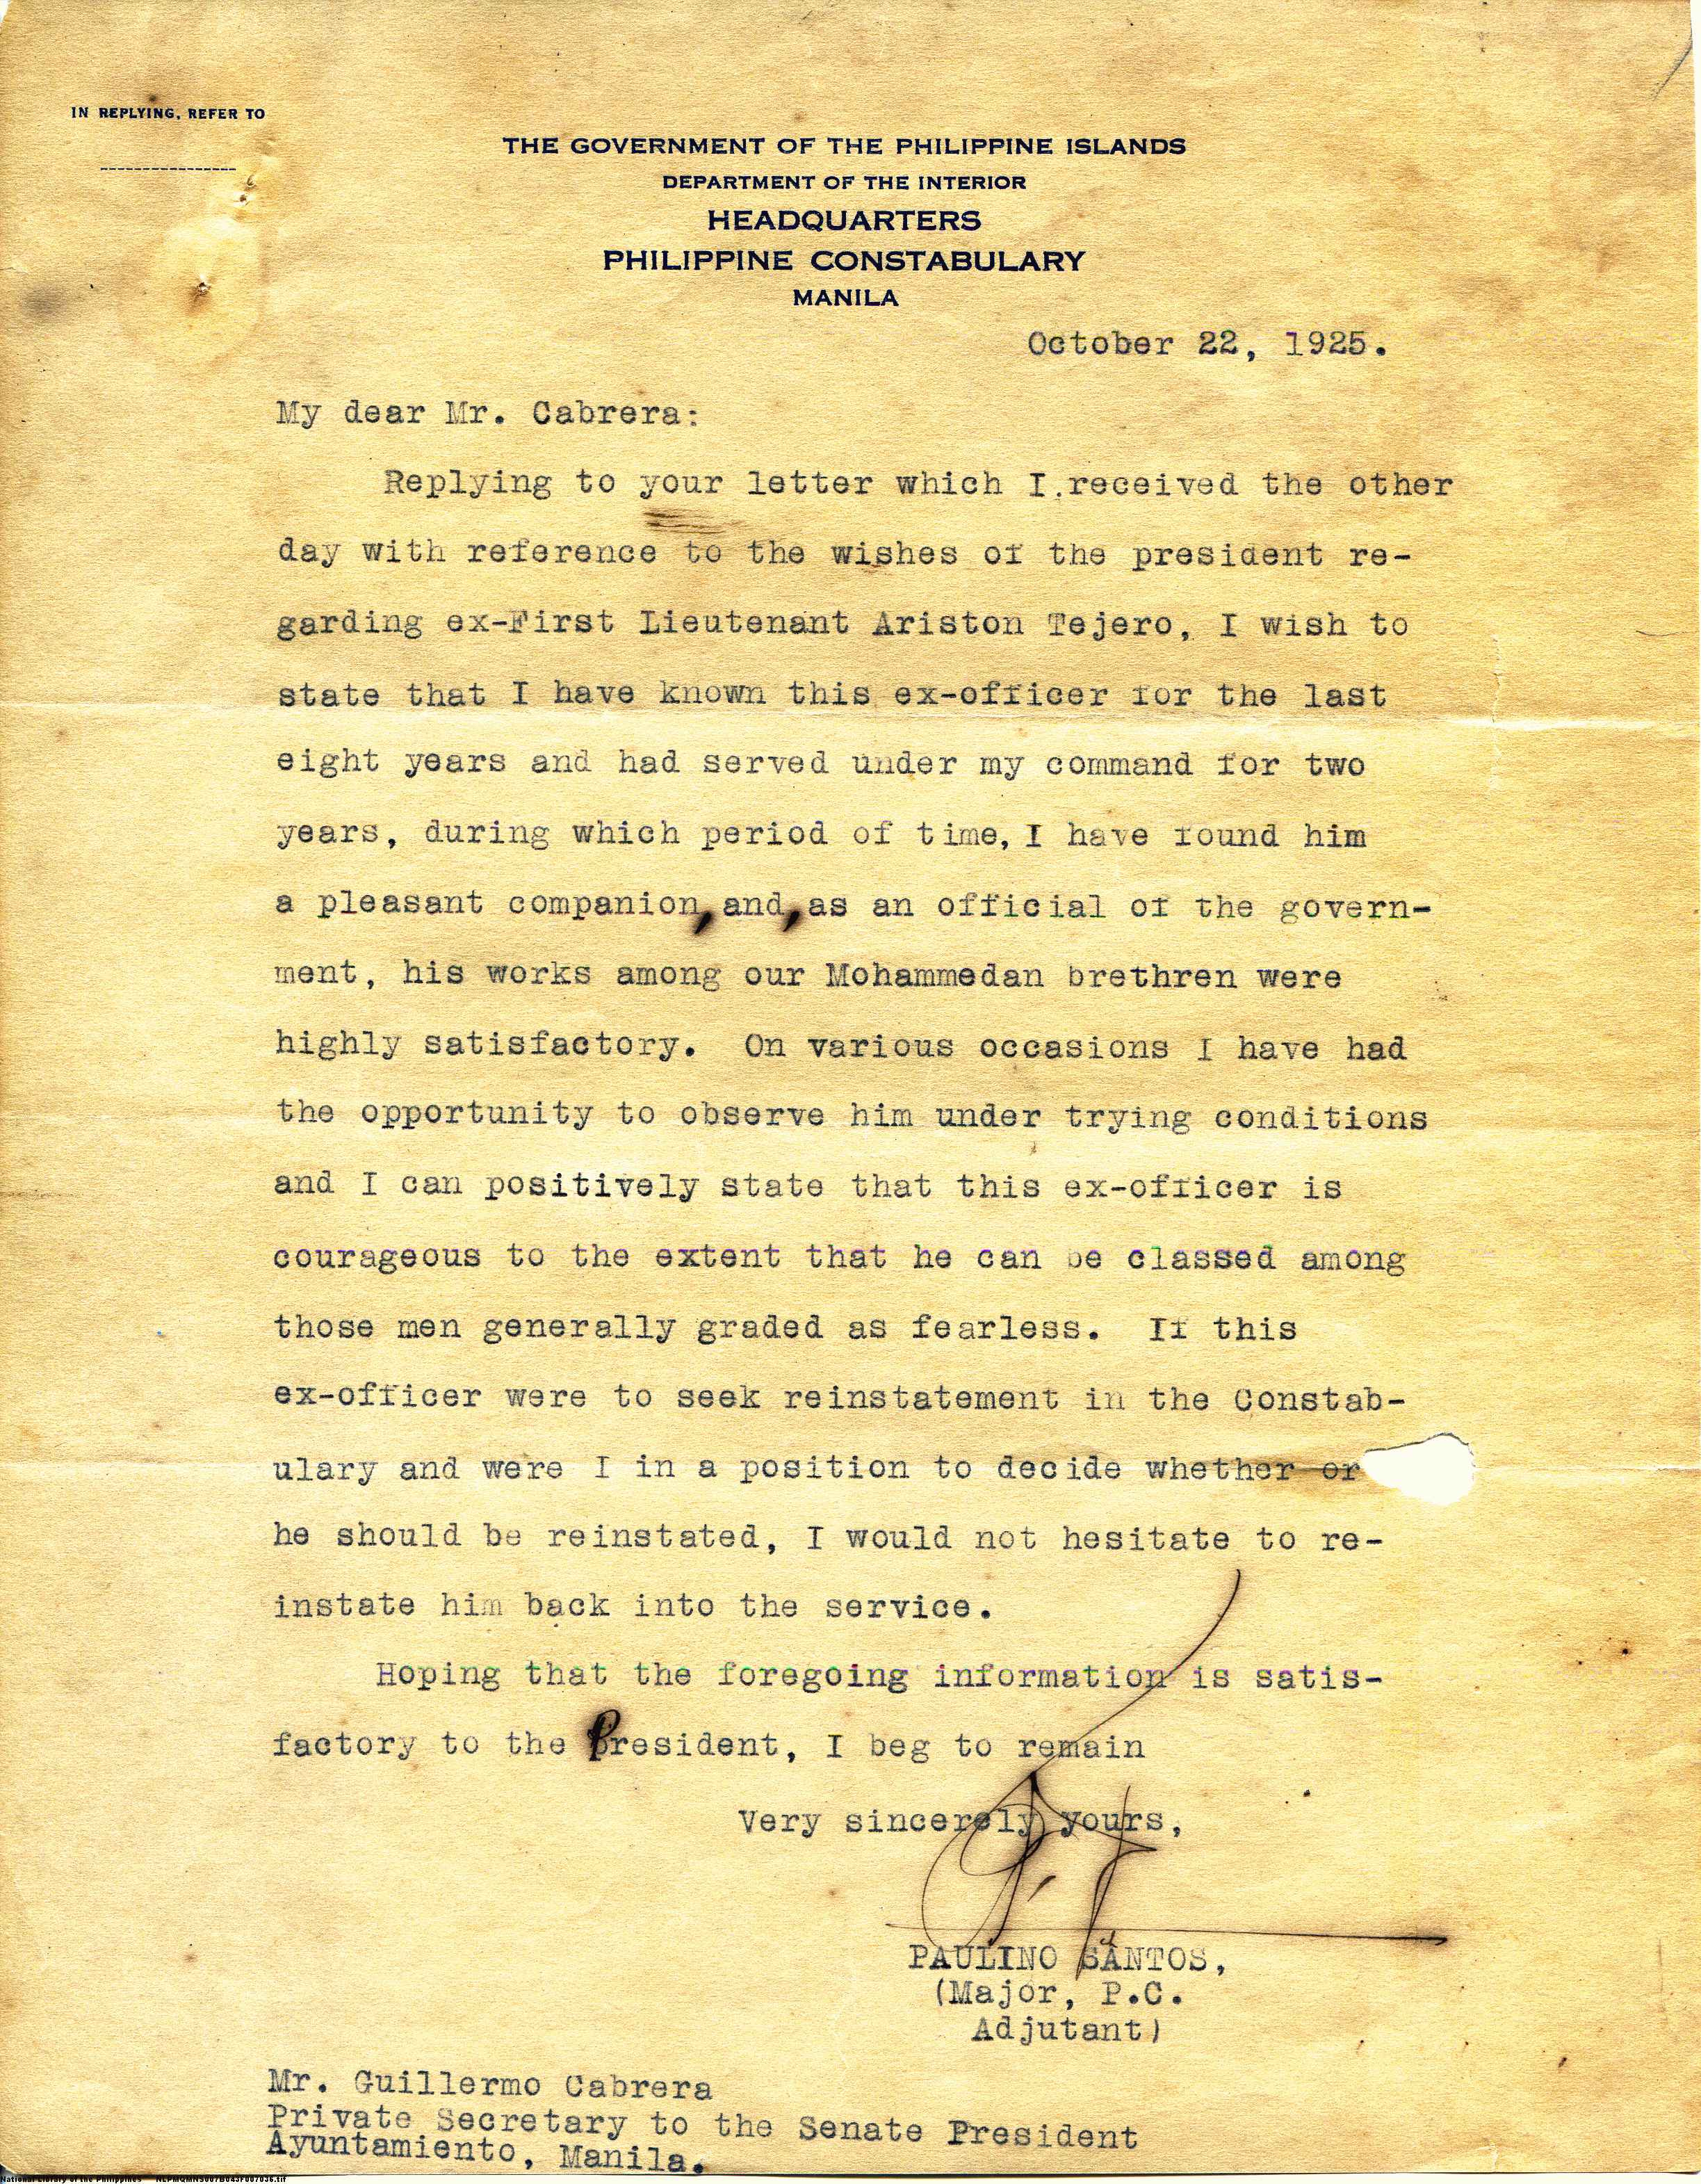 IN REPLYING, REFER TO
THE GOVERNMENT OF THE PHILIPPINE ISLANDS
DEPARTMENT OF THE INTERIOR
HEADQUARTERS
PHILIPPINE CONSTABULARY
MANILA
October 22, 1925.
My dear Mr. Cabrera:
Replying to your letter which I.received the other
day with reference to the wishes of the president re-
garding ex-First Lieutenant Ariston Tejero, I wish to
state that I have known this ex-officer for the last
eight years and had served under my command for two
years, during which period of time, I have found him
a pleasant companion, and, as an official of the govern-
ment, his works among our Mohammedan brethren were
highly satisfactory. On various occasions I have had
the opportunity to observe him under trying conditions
and I can positively state that this ex-officer is
courageous to the extent that he can be classed among
those men generally graded as fearless. If this
ex-officer were to seek reinstatement in the Constab-
ulary and were I in a position to decide whether or
he should be reinstated, I would not hesitate to re-
instate him back into the service.
Hoping that the foregoing information is satis-
factory to the President, I beg to remain
Very sincerely yours,
PAULINO SANTOS,
(Major, P.C.
Adjutant)
Mr. Guillermo Cabrera
Private Secretary to the Senate President
Ayuntamiento, Manila.